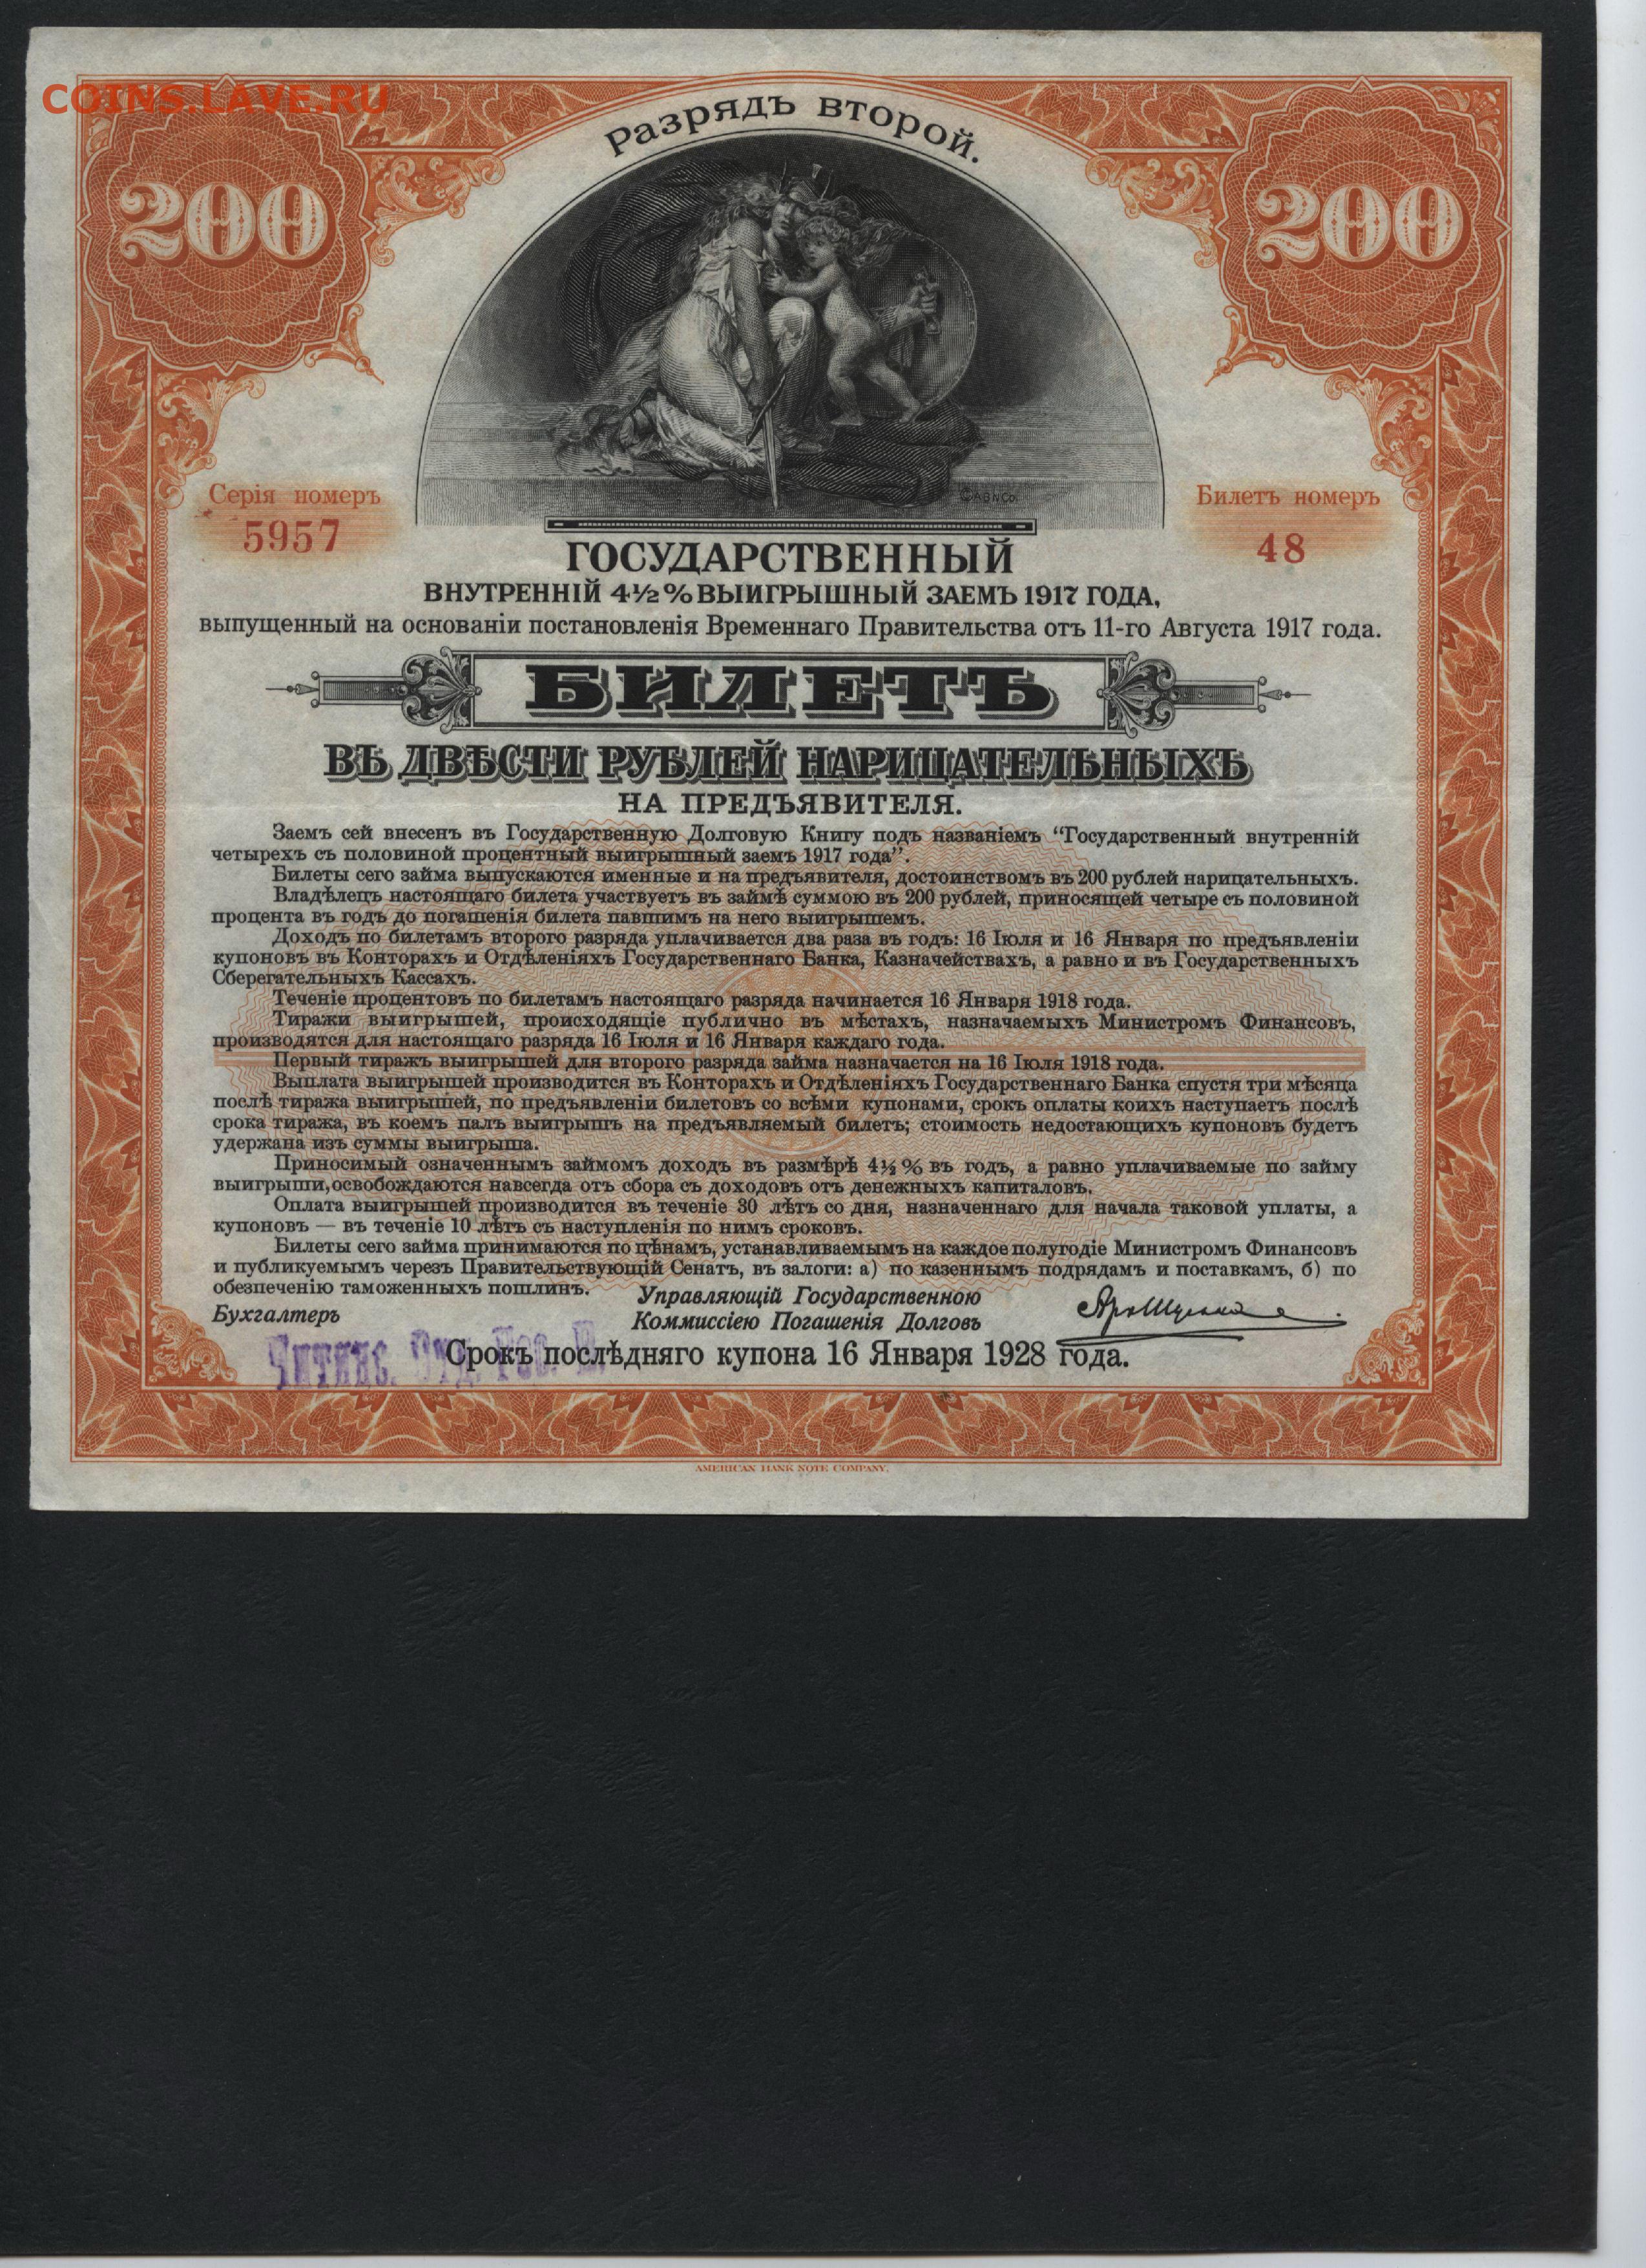 COINS.LAVE.RU
Разрядъ второй.
200
200
©ABNCo.
Серія номеръ
Билетъ номеръ
5957
48
ГОСУДАРСТВЕННЫЙ
ВНУТРЕННІЙ 4½% ВЫИГРЫШНЫЙ ЗАЕМЪ 1917 ГОДА,
выпущенный на основаніи постановленія Временнаго Правительства отъ 11-го Августа 1917 года.
БИЛЕТЪ
ВЪ ДВѢСТИ РУБЛЕЙ НАРИЦАТЕЛЬНЫХЪ
НА ПРЕДЪЯВИТЕЛЯ.
Заемъ сей внесенъ въ Государственную Долговую Книгу подъ названіемъ “Государственный внутренній
четырехъ съ половиной процентный выигрышный заемъ 1917 года”.
Билеты сего займа выпускаются именные и на предъявителя, достоинствомъ въ 200 рублей нарицательныхъ.
Владѣлецъ настоящаго билета участвуетъ въ займѣ суммою въ 200 рублей, приносящей четыре съ половиной
процента въ годъ до погашенія билета павшимъ на него выигрышемъ.
Доходъ по билетамъ второго разряда уплачивается два раза въ годъ: 16 Іюля и 16 Января по предъявленіи
купоновъ въ Конторахъ и Отдѣленіяхъ Государственнаго Банка, Казначействахъ, а равно и въ Государственныхъ
Сберегательныхъ Кассахъ.
Теченіе процентовъ по билетамъ настоящаго разряда начинается 16 Января 1918 года.
Тиражи выигрышей, происходящіе публично въ мѣстахъ, назначаемыхъ Министромъ Финансовъ,
производятся для настоящаго разряда 16 Іюля и 16 Января каждаго года.
Первый тиражъ выигрышей для второго разряда займа назначается на 16 Іюля 1918 года.
Выплата выигрышей производится въ Конторахъ и Отдѣленіяхъ Государственнаго Банка спустя три мѣсяца
послѣ тиража выигрышей, по предъявленіи билетовъ со всѣми купонами, срокъ оплаты коихъ наступаетъ послѣ
срока тиража, въ коемъ палъ выигрышъ на предъявляемый билетъ; стоимость недостающихъ купоновъ будетъ
удержана изъ суммы выигрыша.
Приносимый означеннымъ займомъ доходъ въ размѣрѣ 4½% въ годъ, а равно уплачиваемые по займу
выигрыши, освобождаются навсегда отъ сбора съ доходовъ отъ денежныхъ капиталовъ.
Оплата выигрышей производится въ теченіе 30 лѣтъ со дня, назначеннаго для начала таковой уплаты, а
купоновъ — въ теченіе 10 лѣтъ съ наступленія по нимъ сроковъ.
Билеты сего займа принимаются по цѣнамъ, устанавливаемымъ на каждое полугодіе Министромъ Финансовъ
и публикуемымъ черезъ Правительствующій Сенатъ, въ залоги: а) по казеннымъ подрядамъ и поставкамъ, б) по
обезпеченію таможенныхъ пошлинъ.
Управляющій Государственною
Бухгалтеръ
Коммиссіею Погашенія Долговъ
Читинс. Отд. Гос. Б.
Срокъ послѣдняго купона 16 Января 1928 года.
AMERICAN BANK NOTE COMPANY.